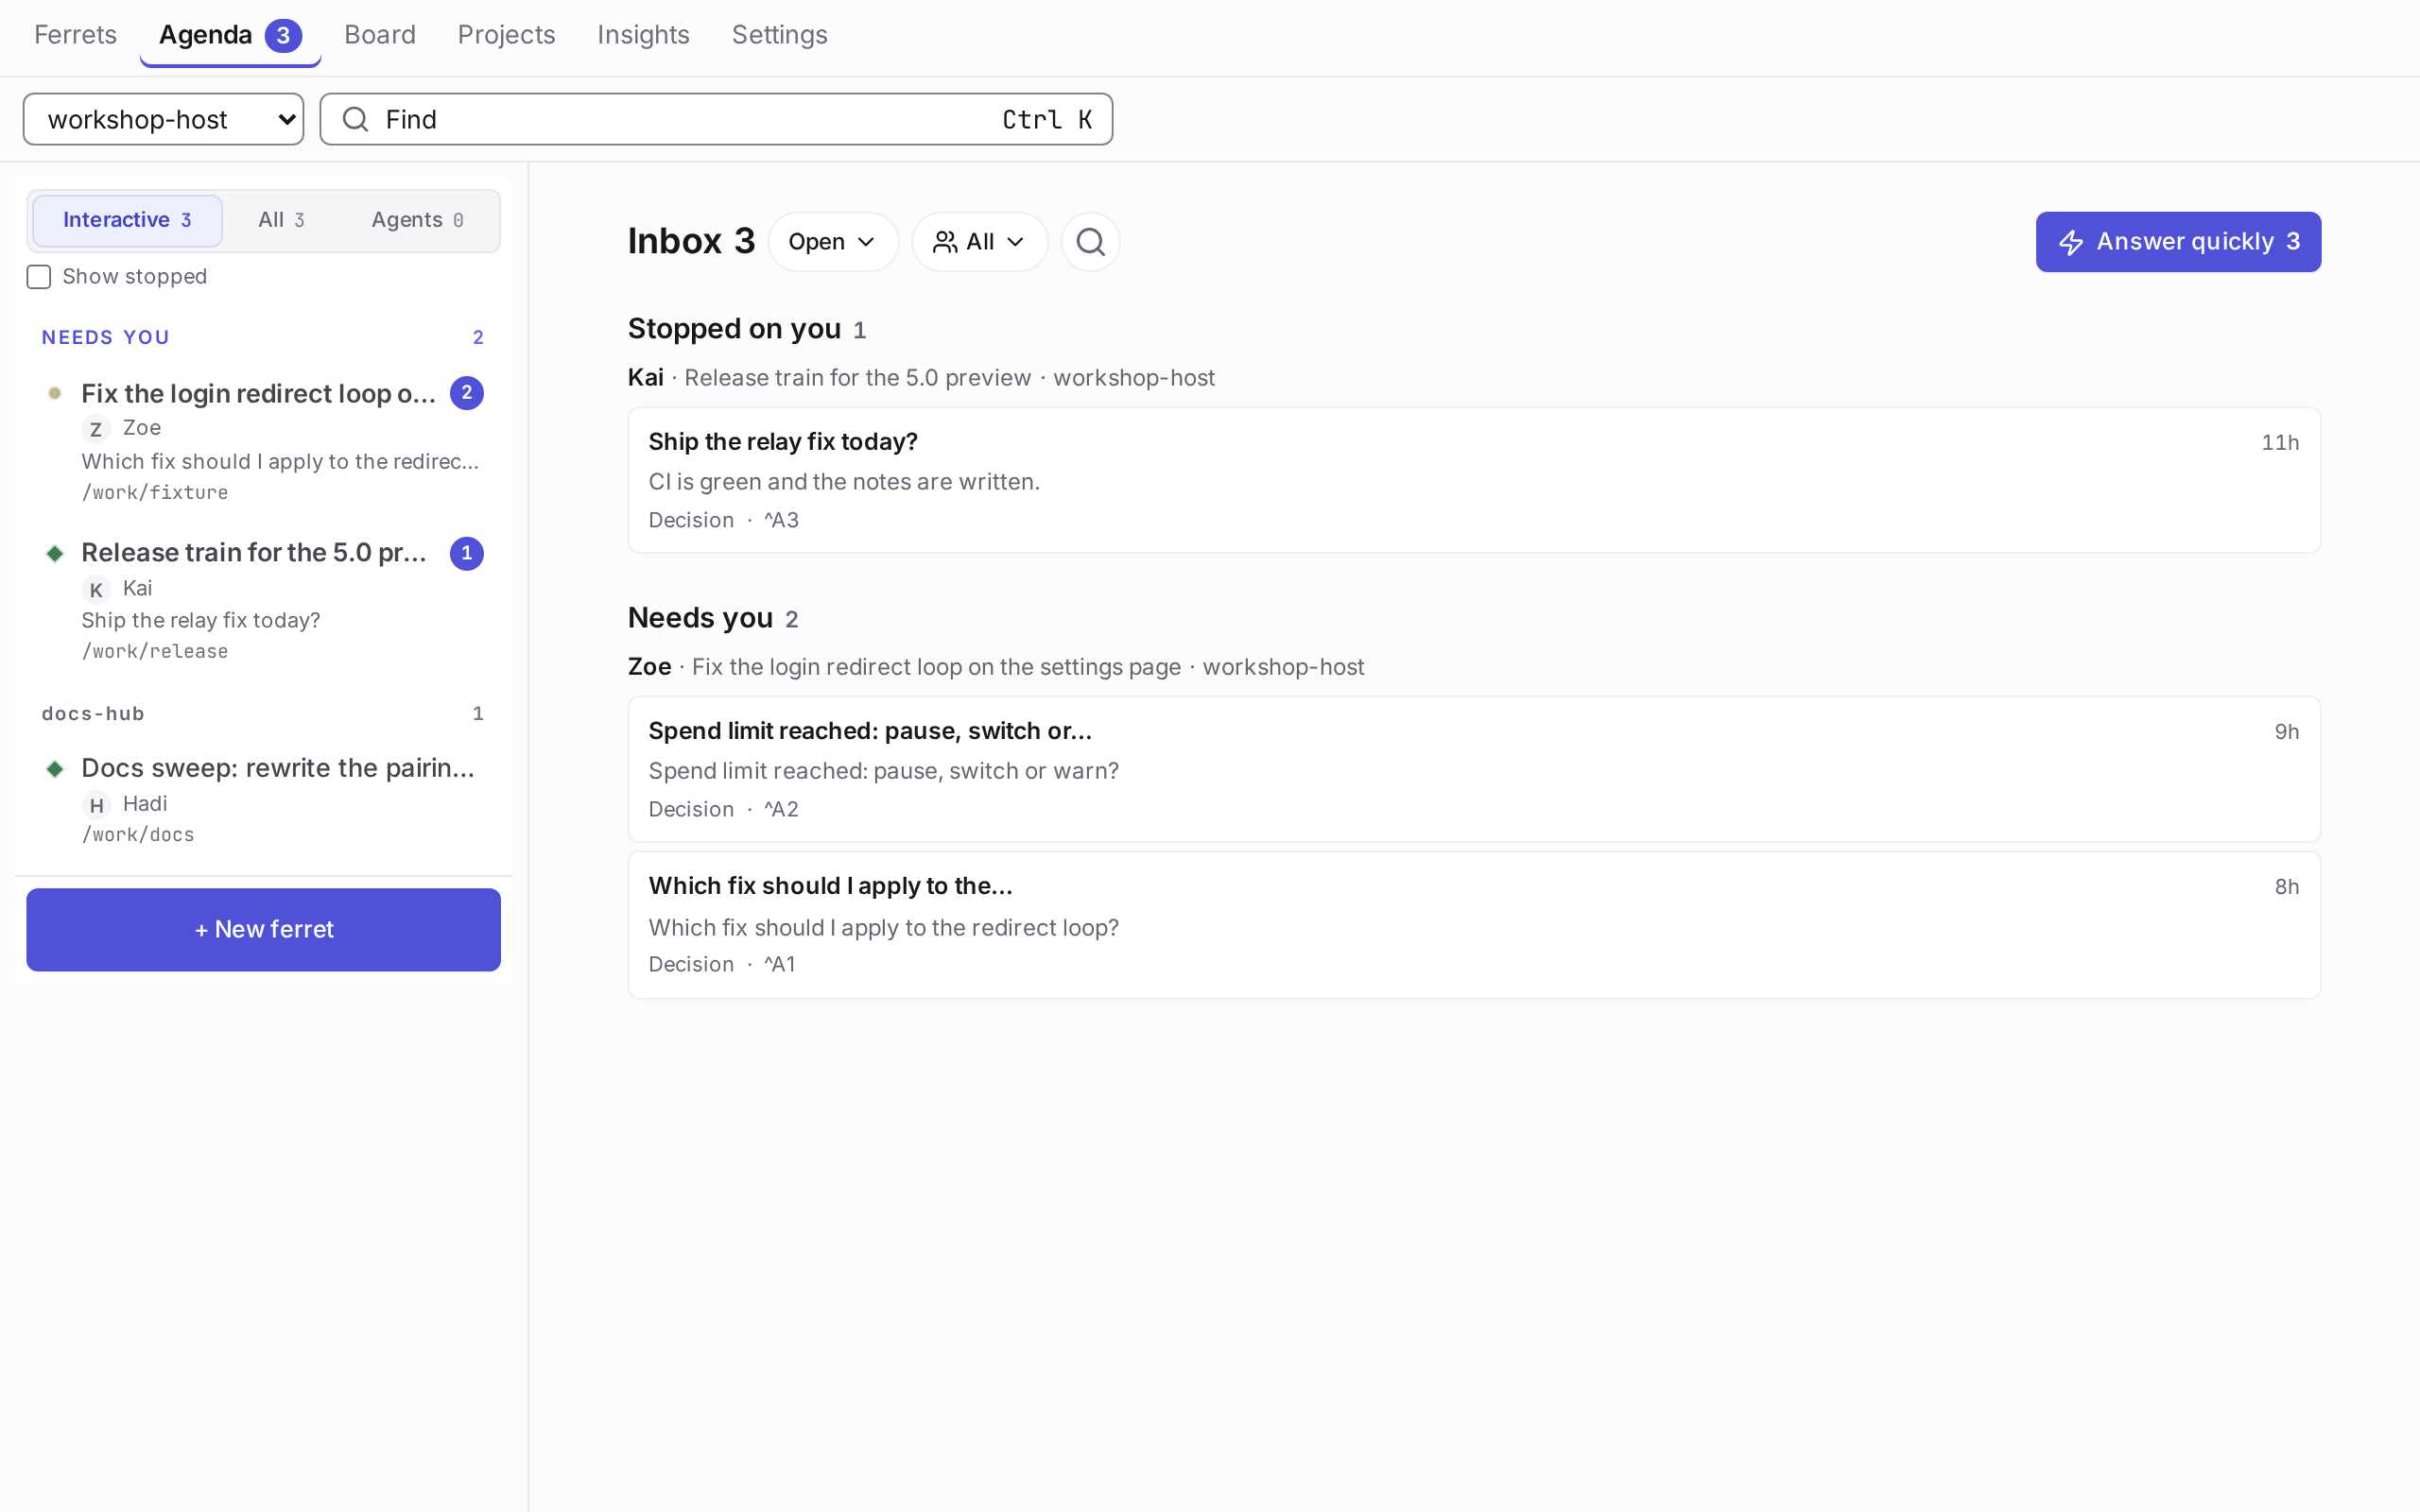 Ferrets Agenda 3 Board Projects Insights Settings
workshop-host Find Ctrl K
Interactive 3 All 3 Agents 0
Show stopped
NEEDS YOU 2
Fix the login redirect loop o... 2
Z Zoe
Which fix should I apply to the redirec...
/work/fixture
Release train for the 5.0 pr... 1
K Kai
Ship the relay fix today?
/work/release
docs-hub 1
Docs sweep: rewrite the pairin...
H Hadi
/work/docs
+ New ferret
Inbox 3 Open All Answer quickly 3
Stopped on you 1
Kai · Release train for the 5.0 preview · workshop-host
Ship the relay fix today? 11h
CI is green and the notes are written.
Decision · ^A3
Needs you 2
Zoe · Fix the login redirect loop on the settings page · workshop-host
Spend limit reached: pause, switch or... 9h
Spend limit reached: pause, switch or warn?
Decision · ^A2
Which fix should I apply to the... 8h
Which fix should I apply to the redirect loop?
Decision · ^A1